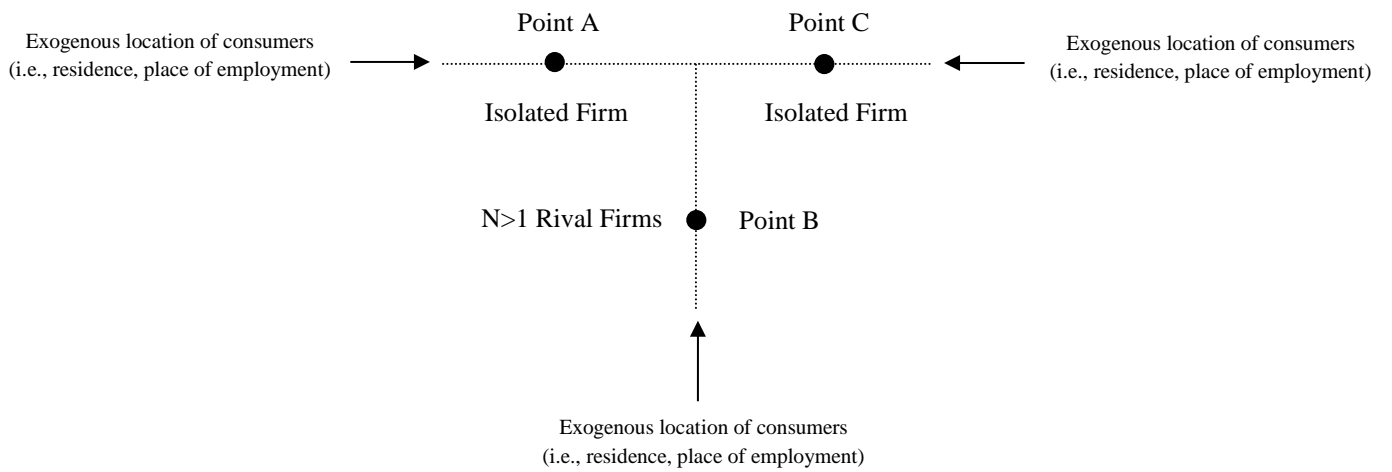 Point A
Point C
Exogenous location of consumers
(i.e., residence, place of employment)
Exogenous location of consumers
(i.e., residence, place of employment)
Isolated Firm
Isolated Firm
N>1 Rival Firms
Point B
Exogenous location of consumers
(i.e., residence, place of employment)